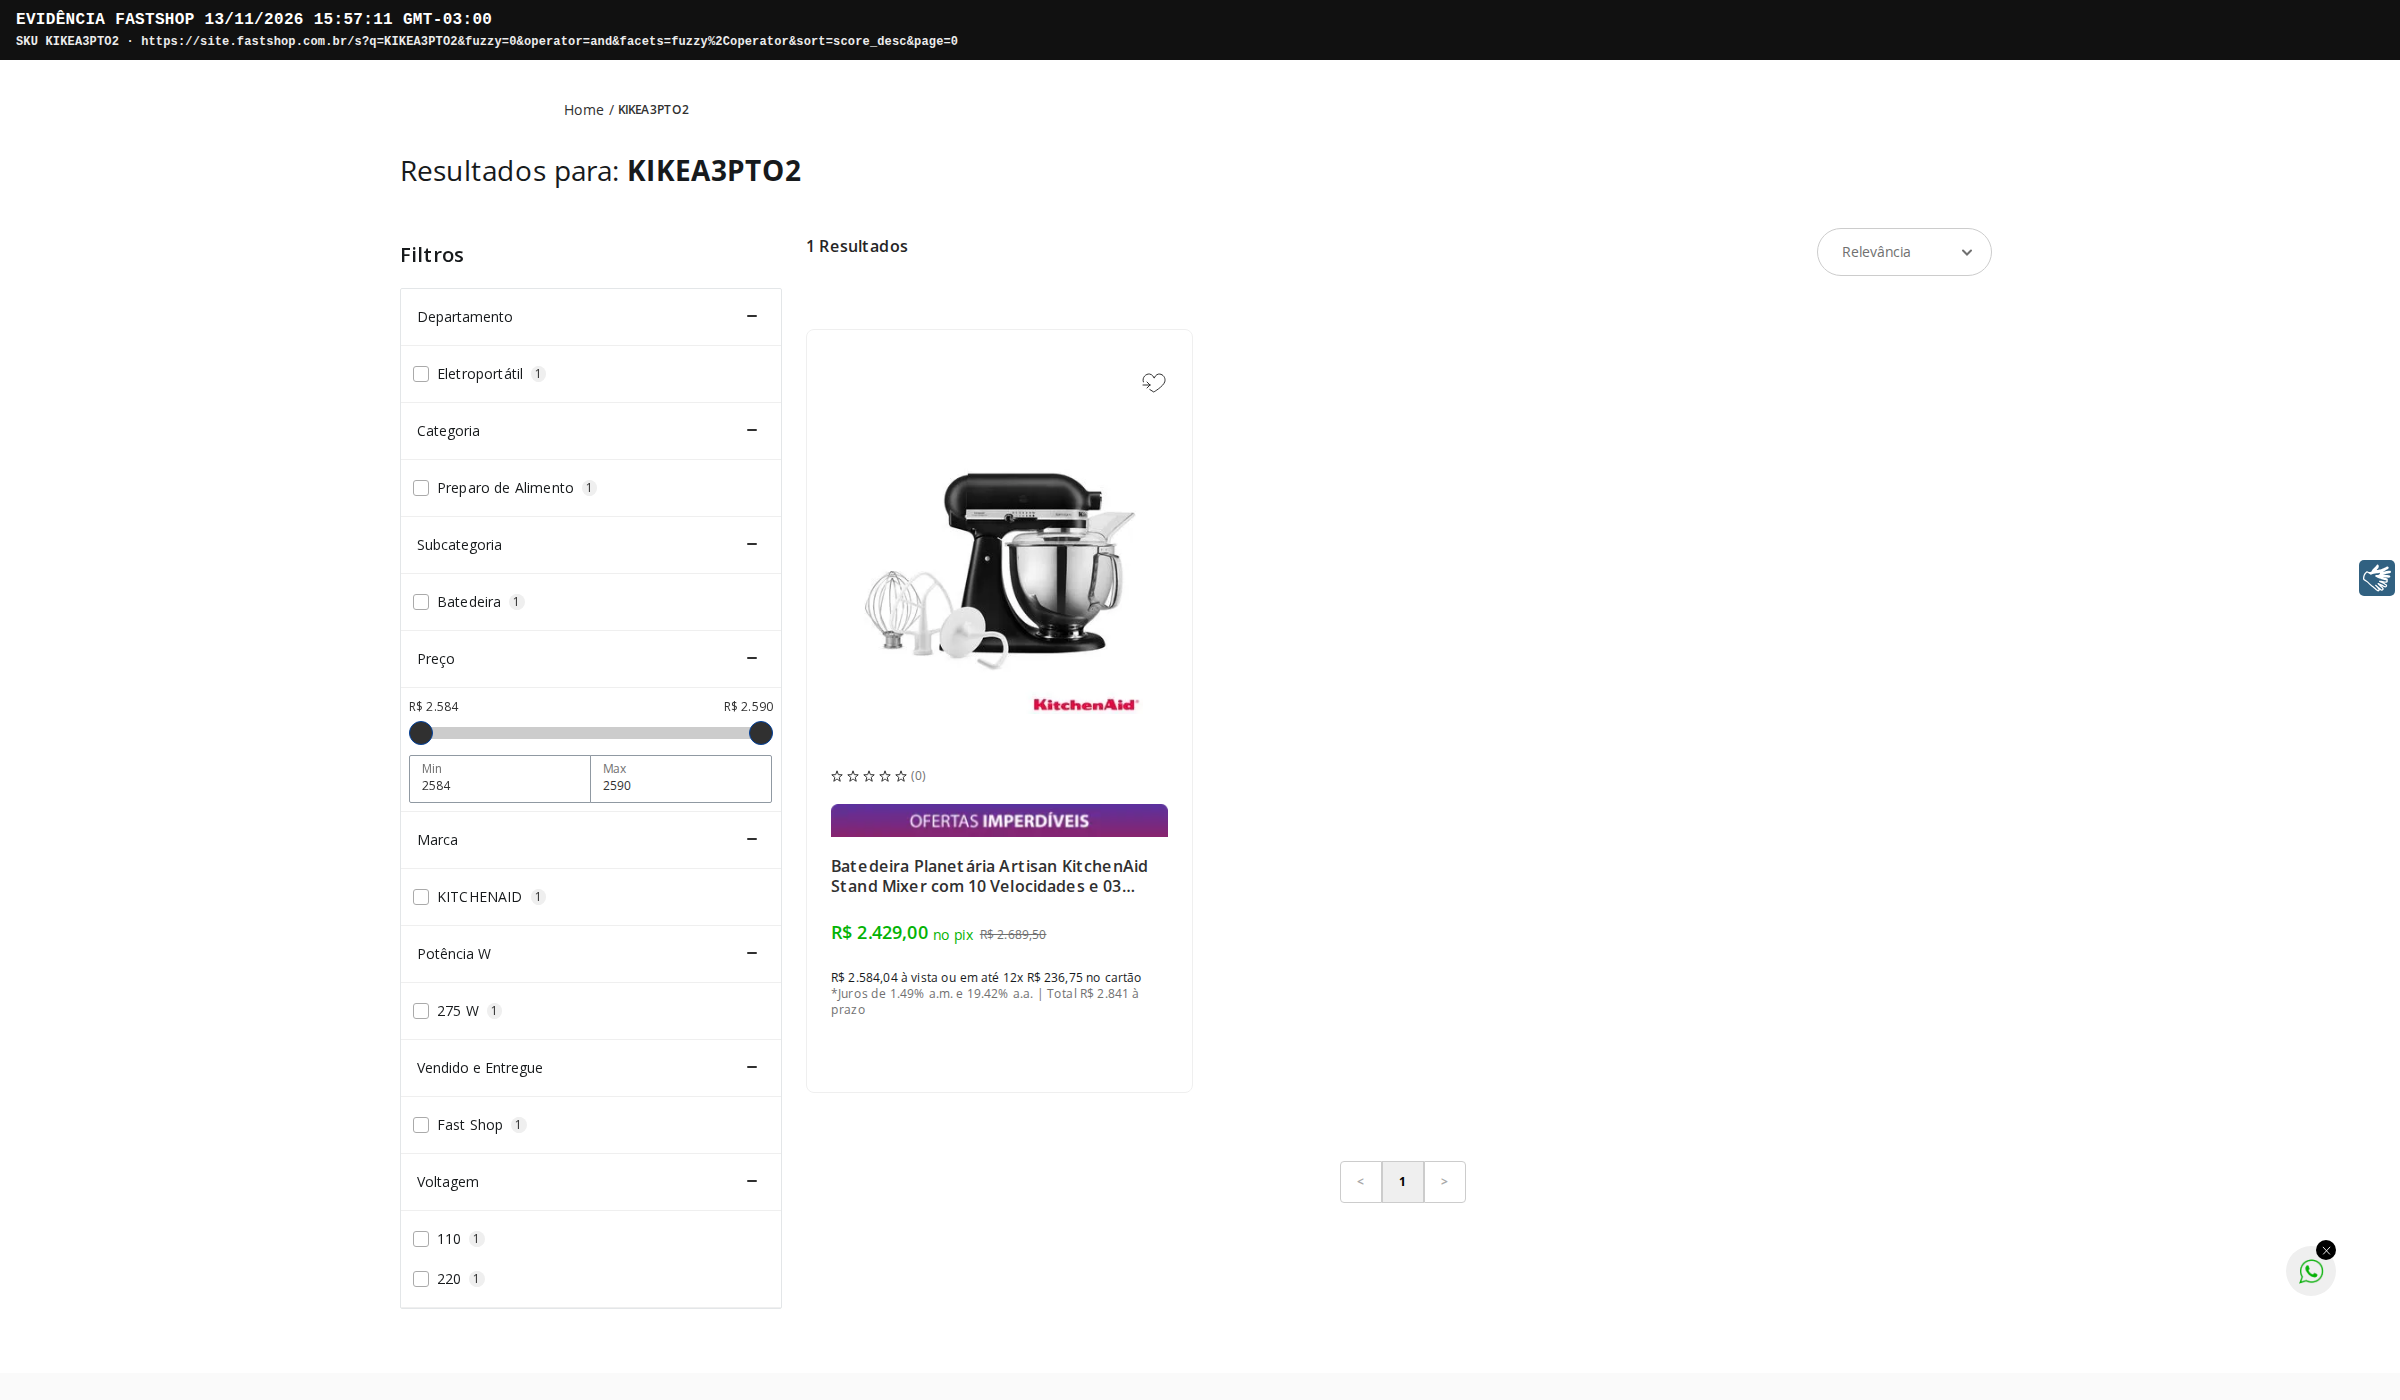 EVIDÊNCIA FASTSHOP 13/11/2026 15:57:11 GMT-03:00
SKU KIKEA3PTO2 · https://site.fastshop.com.br/s?q=KIKEA3PTO2&fuzzy=0&operator=and&facets=fuzzy%2Coperator&sort=score_desc&page=0
Home / KIKEA3PTO2
Resultados para: KIKEA3PTO2
Filtros
1 Resultados
Relevância
Departamento
Eletroportátil 1
Categoria
Preparo de Alimento 1
Subcategoria
Batedeira 1
Preço
R$ 2.584
R$ 2.590
Min
2584
Max
2590
Marca
KITCHENAID 1
Potência W
275 W 1
Vendido e Entregue
Fast Shop 1
Voltagem
110 1
220 1
KitchenAid
(0)
OFERTAS IMPERDÍVEIS
Batedeira Planetária Artisan KitchenAid
Stand Mixer com 10 Velocidades e 03...
R$ 2.429,00 no pix R$ 2.689,50
R$ 2.584,04 à vista ou em até 12x R$ 236,75 no cartão
*Juros de 1.49% a.m. e 19.42% a.a. | Total R$ 2.841 à
prazo
< 1 >